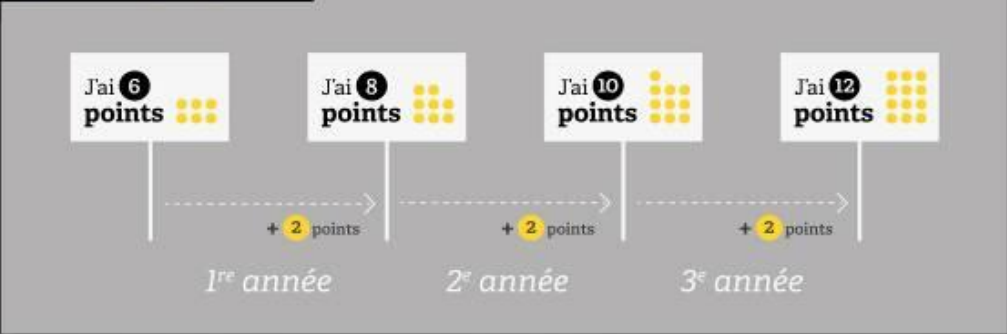 J'ai 6
points
J'ai 8
points
J'ai 10
points
J'ai 12
points
+ 2 points
+ 2 points
+ 2 points
1re année
2e année
3e année